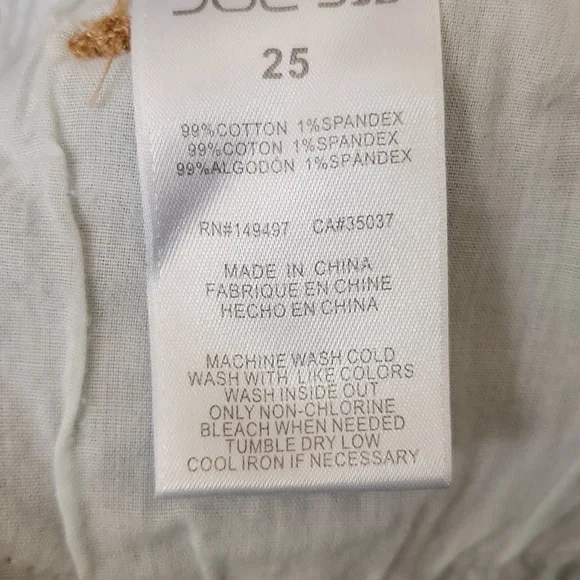 25
99%COTTON 1%SPANDEX
99%COTON 1%SPANDEX
99%ALGODÓN 1%SPANDEX
RN#149497 CA#35037
MADE IN CHINA
FABRIQUE EN CHINE
HECHO EN CHINA
MACHINE WASH COLD
WASH WITH LIKE COLORS
WASH INSIDE OUT
ONLY NON-CHLORINE
BLEACH WHEN NEEDED
TUMBLE DRY LOW
COOL IRON IF NECESSARY